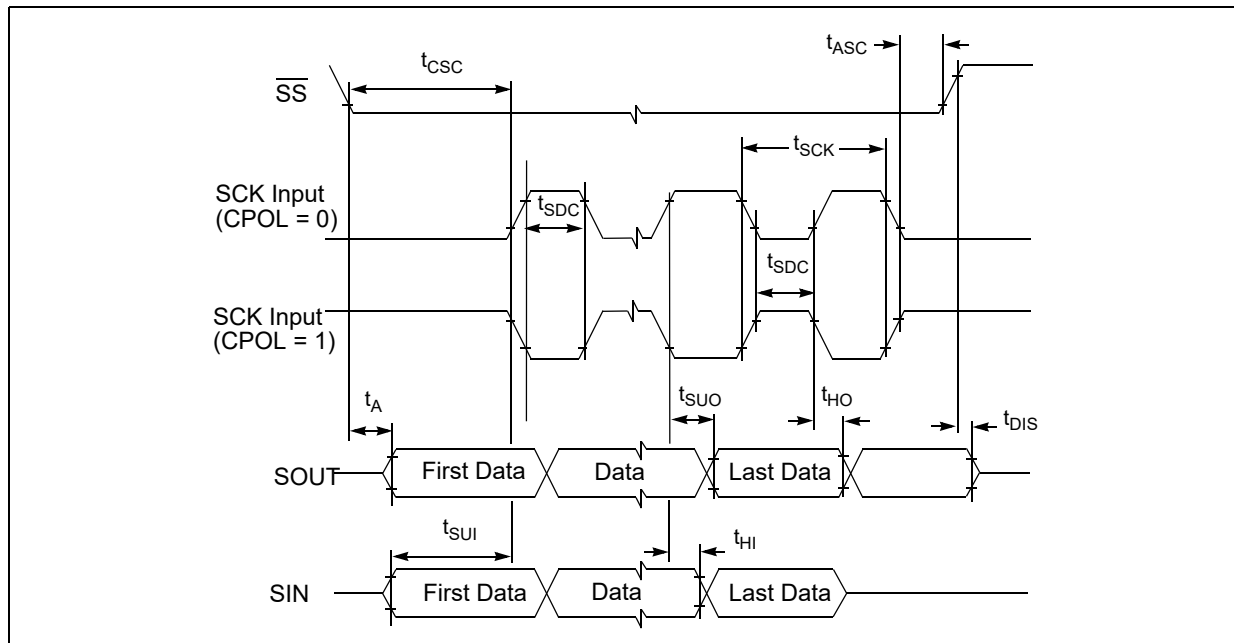 tCSC
tASC
SS
tSCK
SCK Input
(CPOL = 0)
tSDC
tSDC
SCK Input
(CPOL = 1)
tA
tSUO
tHO
tDIS
SOUT
First Data
Data
Last Data
tSUI
tHI
SIN
First Data
Data
Last Data